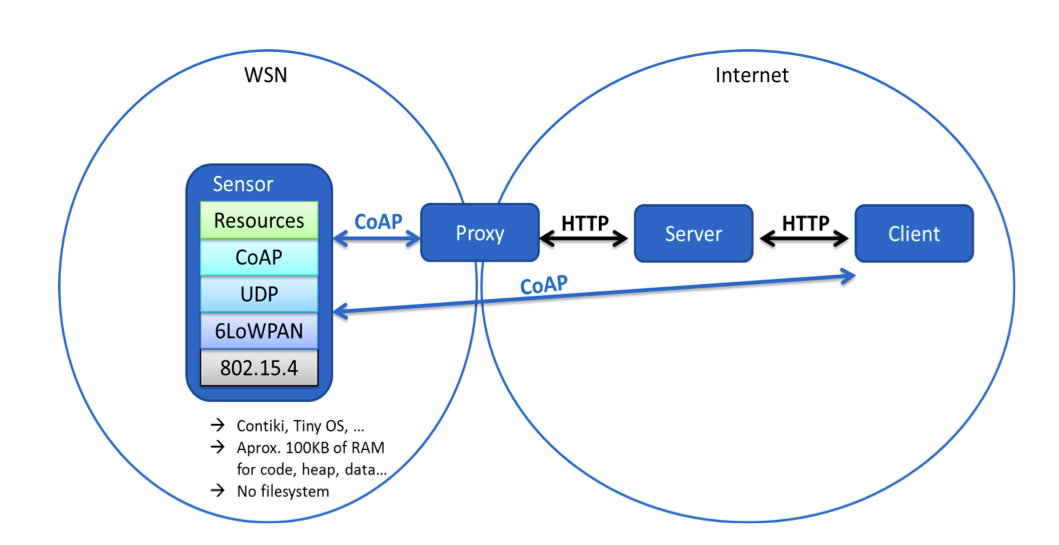 WSN
Internet
Sensor
Resources
CoAP
UDP
6LoWPAN
802.15.4
CoAP
Proxy
HTTP
Server
HTTP
Client
CoAP
→ Contiki, Tiny OS, ...
→ Aprox. 100KB of RAM
for code, heap, data...
→ No filesystem